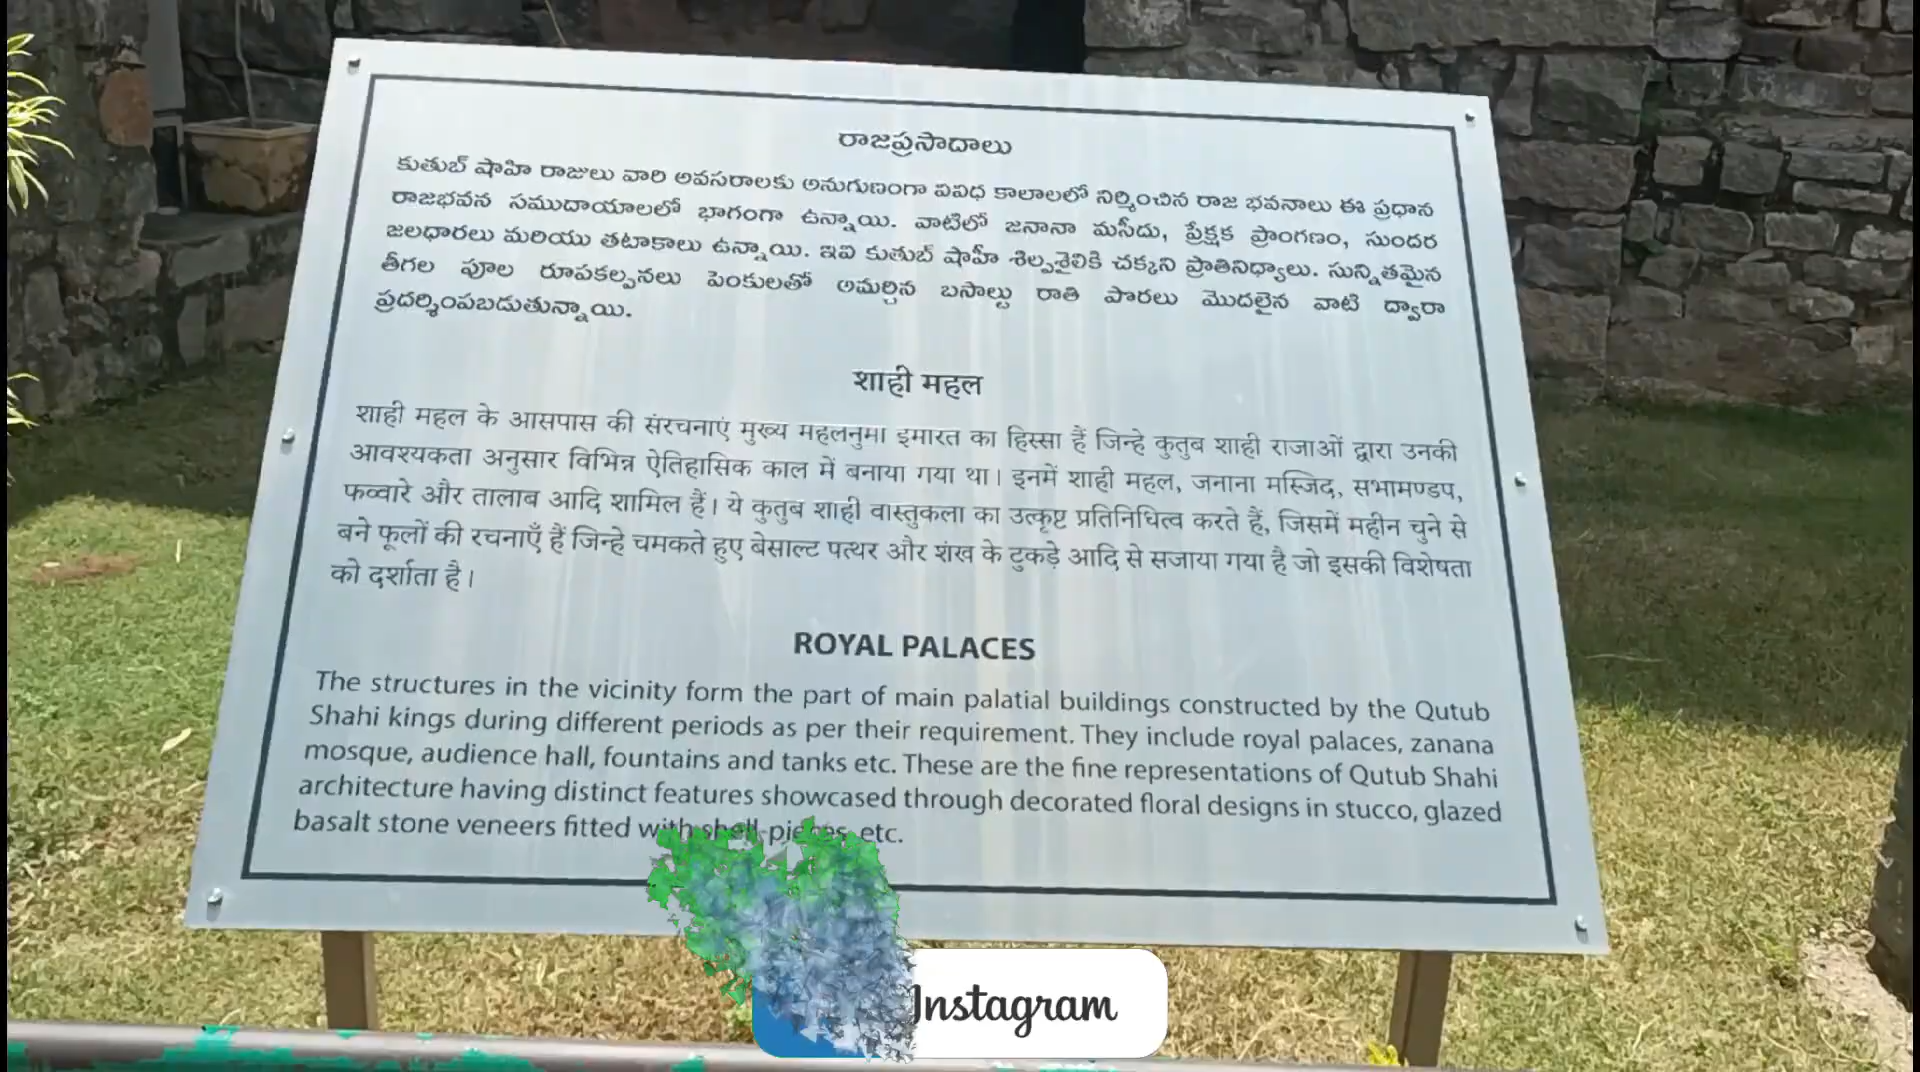 రాజప్రసాదాలు
కుతుబ్ షాహి రాజులు వారి అవసరాలకు అనుగుణంగా వివిధ కాలాలలో నిర్మించిన రాజ భవనాలు ఈ ప్రధాన
రాజభవన సముదాయాలలో భాగంగా ఉన్నాయి. వాటిలో జనానా మసీదు, ప్రేక్షక ప్రాంగణం, సుందర
జలధారలు మరియు తటాకాలు ఉన్నాయి. ఇవి కుతుబ్ షాహీ శిల్పశైలికి చక్కని ప్రాతినిధ్యాలు. సున్నితమైన
తీగల పూల రూపకల్పనలు పెంకులతో అమర్చిన బసాల్టు రాతి పొరలు మొదలైన వాటి ద్వారా
ప్రదర్శింపబడుతున్నాయి.
शाही महल
शाही महल के आसपास की संरचनाएं मुख्य महलनुमा इमारत का हिस्सा हैं जिन्हे कुतुब शाही राजाओं द्वारा उनकी
आवश्यकता अनुसार विभिन्न ऐतिहासिक काल में बनाया गया था। इनमें शाही महल, जनाना मस्जिद, सभामण्डप,
फव्वारे और तालाब आदि शामिल हैं। ये कुतुब शाही वास्तुकला का उत्कृष्ट प्रतिनिधित्व करते हैं, जिसमें महीन चुने से
बने फूलों की रचनाएँ हैं जिन्हे चमकते हुए बेसाल्ट पत्थर और शंख के टुकड़े आदि से सजाया गया है जो इसकी विशेषता
को दर्शाता है।
ROYAL PALACES
The structures in the vicinity form the part of main palatial buildings constructed by the Qutub
Shahi kings during different periods as per their requirement. They include royal palaces, zanana
mosque, audience hall, fountains and tanks etc. These are the fine representations of Qutub Shahi
architecture having distinct features showcased through decorated floral designs in stucco, glazed
basalt stone veneers fitted with shell pieces etc.
Instagram